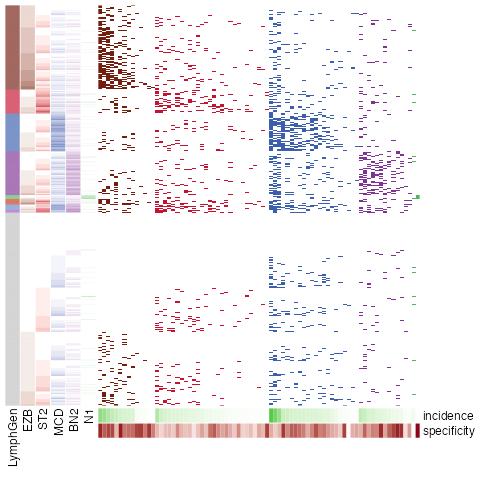 incidence
specificity
LymphGen
EZB
ST2
MCD
BN2
N1